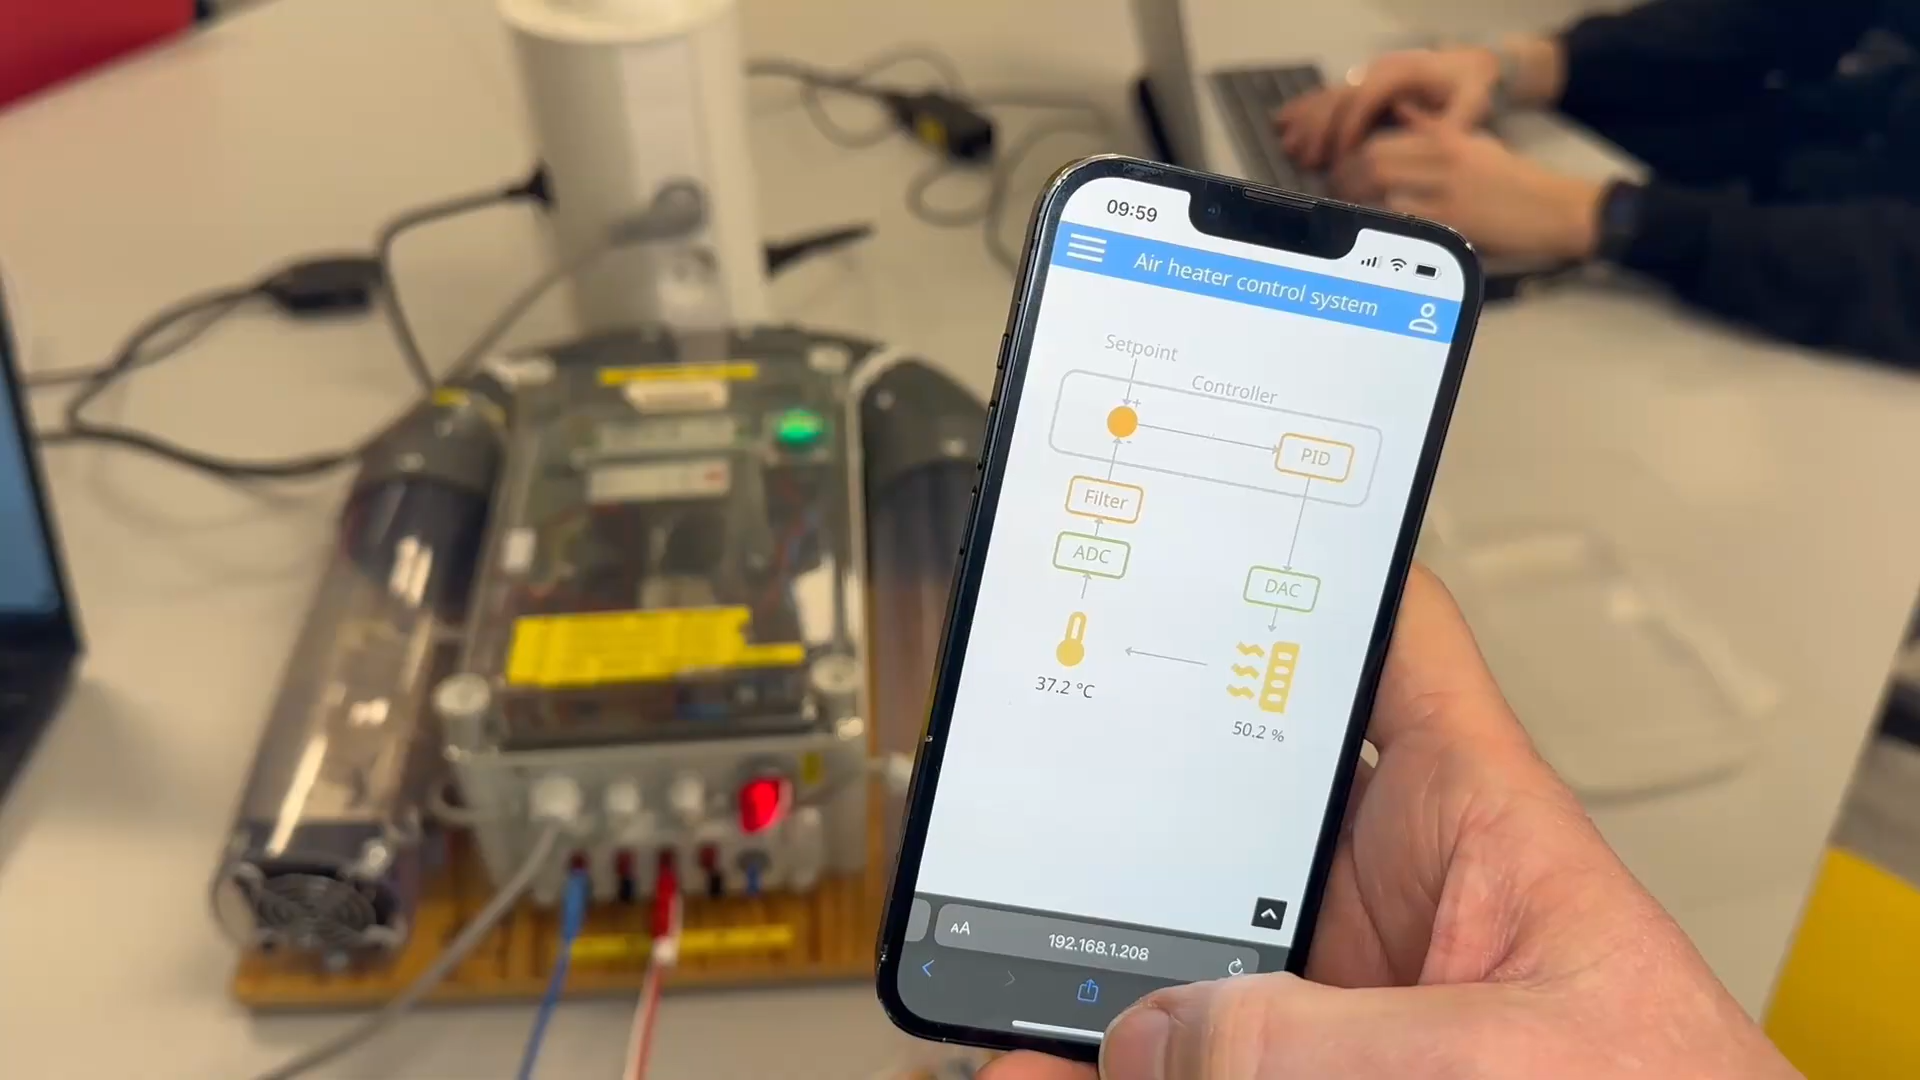 09:59
Air heater control system
Setpoint
Controller
+
-
PID
Filter
ADC
DAC
37.2 °C
50.2 %
AA
192.168.1.208